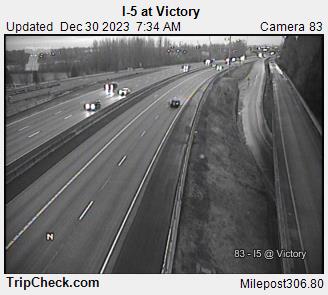 I-5 at Victory
Updated  Dec 30 2023  7:34 AM
Camera 83
N
83 - I5 @ Victory
TripCheck.com
Milepost306.80